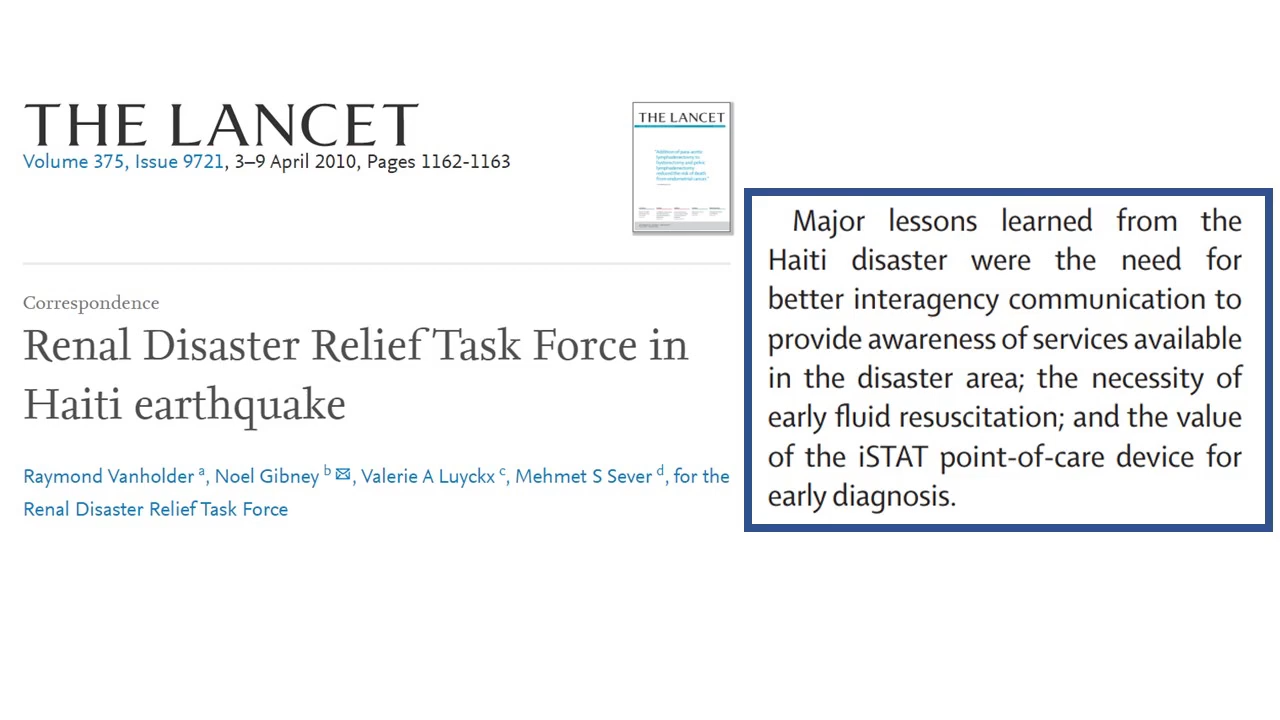 THE LANCET
Volume 375, Issue 9721, 3–9 April 2010, Pages 1162-1163
THE LANCET
Correspondence
Renal Disaster Relief Task Force in
Haiti earthquake
Raymond Vanholder a, Noel Gibney b ✉, Valerie A Luyckx c, Mehmet S Sever d, for the
Renal Disaster Relief Task Force
Major lessons learned from the
Haiti disaster were the need for
better interagency communication to
provide awareness of services available
in the disaster area; the necessity of
early fluid resuscitation; and the value
of the iSTAT point-of-care device for
early diagnosis.